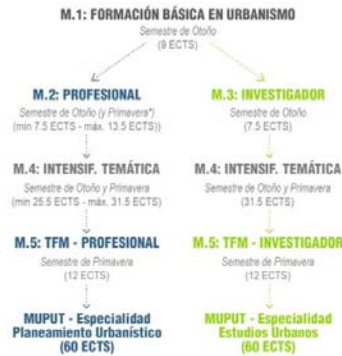 M.1: FORMACIÓN BÁSICA EN URBANISMO
Semestre de Otoño
(9 ECTS)
M.2: PROFESIONAL
Semestre de Otoño (y Primavera*)
(min 7.5 ECTS - máx. 13.5 ECTS))
M.4: INTENSIF. TEMÁTICA
Semestre de Otoño y Primavera
(min 25.5 ECTS - máx. 31.5 ECTS)
M.5: TFM - PROFESIONAL
Semestre de Primavera
(12 ECTS)
MUPUT - Especialidad
Planeamiento Urbanístico
(60 ECTS)
M.3: INVESTIGADOR
Semestre de Otoño
(7.5 ECTS)
M.4: INTENSIF. TEMÁTICA
Semestre de Otoño y Primavera
(31.5 ECTS)
M.5: TFM - INVESTIGADOR
Semestre de Primavera
(12 ECTS)
MUPUT - Especialidad
Estudios Urbanos
(60 ECTS)